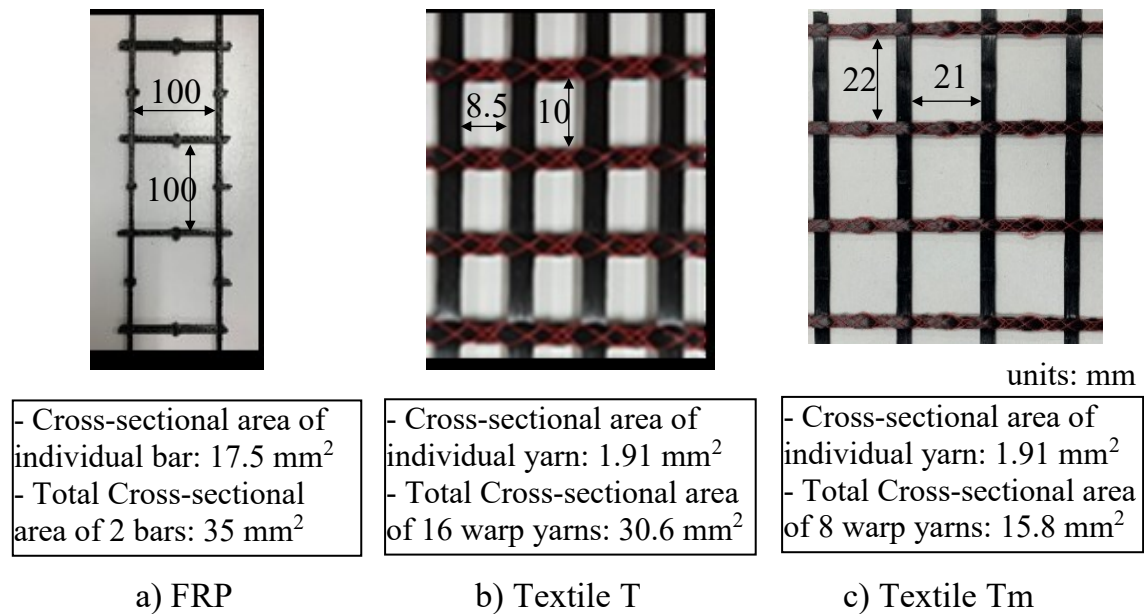 100
100
8.5
10
22
21
units: mm
- Cross-sectional area of
individual bar: 17.5 mm²
- Total Cross-sectional
area of 2 bars: 35 mm²
- Cross-sectional area of
individual yarn: 1.91 mm²
- Total Cross-sectional area
of 16 warp yarns: 30.6 mm²
- Cross-sectional area of
individual yarn: 1.91 mm²
- Total Cross-sectional area
of 8 warp yarns: 15.8 mm²
a) FRP
b) Textile T
c) Textile Tm